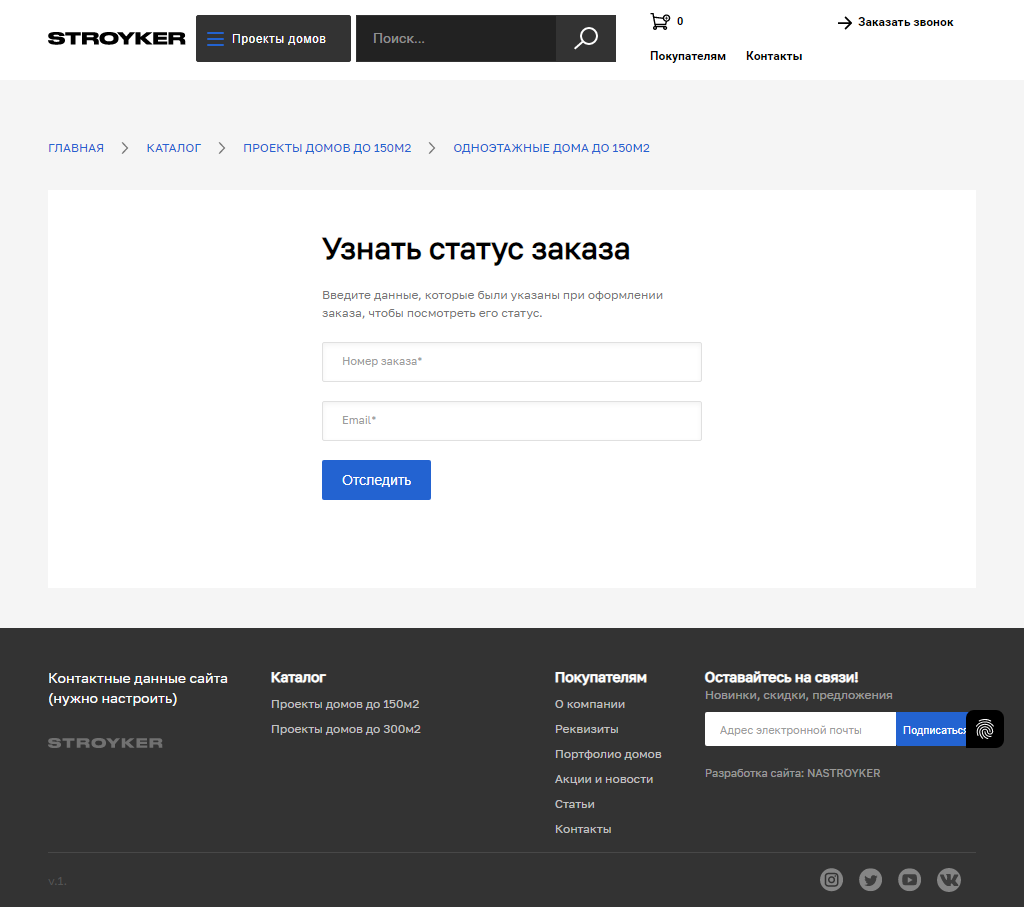 STROYKER
Проекты домов
Поиск...
0
Заказать звонок
Покупателям
Контакты
ГЛАВНАЯ
КАТАЛОГ
ПРОЕКТЫ ДОМОВ ДО 150М2
ОДНОЭТАЖНЫЕ ДОМА ДО 150М2
Узнать статус заказа
Введите данные, которые были указаны при оформлении
заказа, чтобы посмотреть его статус.
Номер заказа*
Email*
Отследить
Контактные данные сайта
(нужно настроить)
STROYKER
Каталог
Проекты домов до 150м2
Проекты домов до 300м2
Покупателям
О компании
Реквизиты
Портфолио домов
Акции и новости
Статьи
Контакты
Оставайтесь на связи!
Новинки, скидки, предложения
Адрес электронной почты
Подписаться
Разработка сайта: NASTROYKER
v.1.